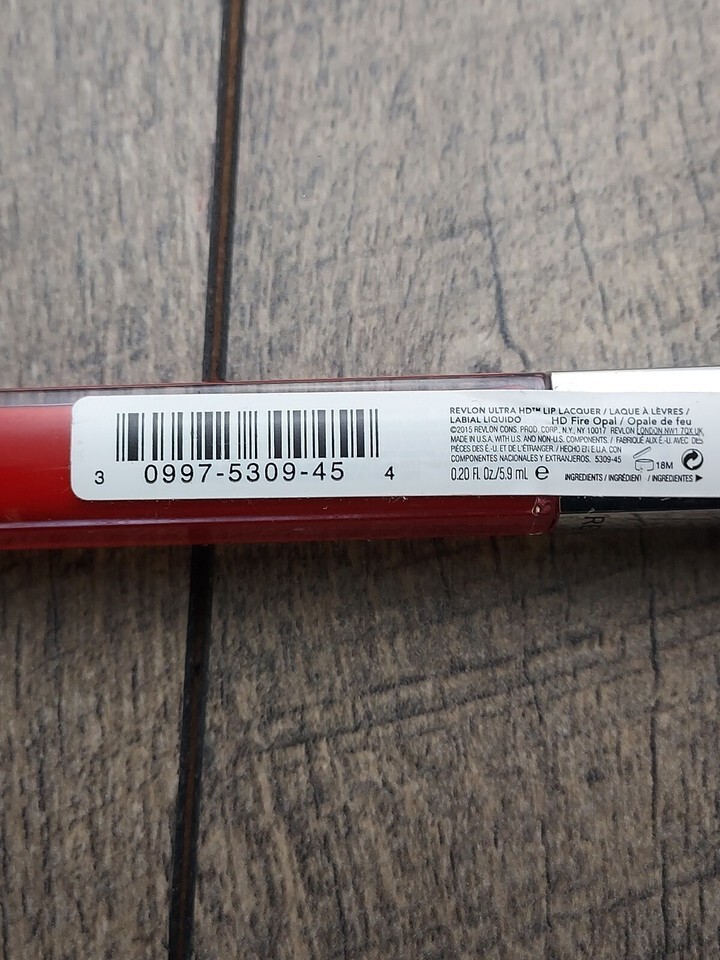 3 0997-5309-45 4
REVLON ULTRA HD™ LIP LACQUER / LAQUE À LÈVRES /
LABIAL LIQUIDO HD Fire Opal / Opale de feu
©2015 REVLON CONS. PROD. CORP., N.Y., NY 10017 REVLON LONDON NW1 7QX UK
MADE IN U.S.A. WITH U.S. AND NON-U.S. COMPONENTS. / FABRIQUÉ AUX É.-U. AVEC DES
PIÈCES DES É.-U. ET DE L'ÉTRANGER. / HECHO EN E.U.A. CON
COMPONENTES NACIONALES Y EXTRANJEROS. 5309-45
0.20 Fl. Oz./5.9 mL e 18M
INGREDIENTS / INGRÉDIENT / INGREDIENTES ▶